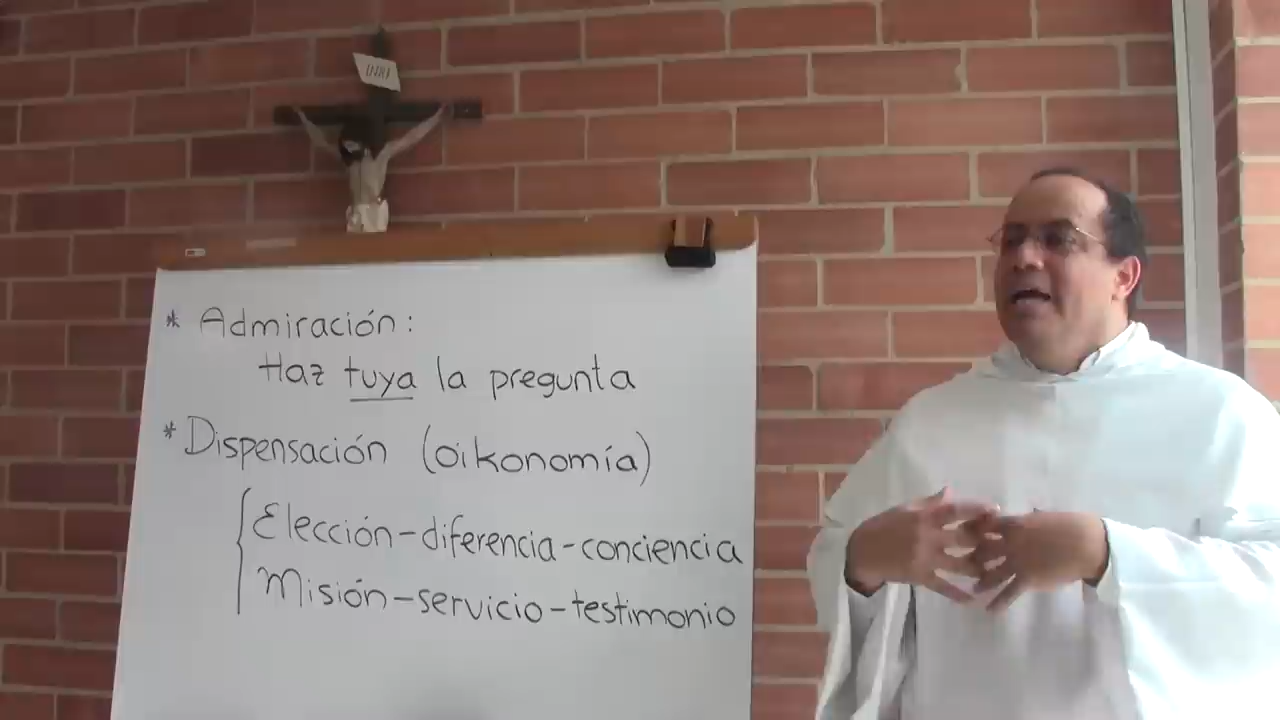 INRI
* Admiración:
Haz tuya la pregunta
* Dispensación (oikonomía)
Elección-diferencia-conciencia
Misión-servicio-testimonio